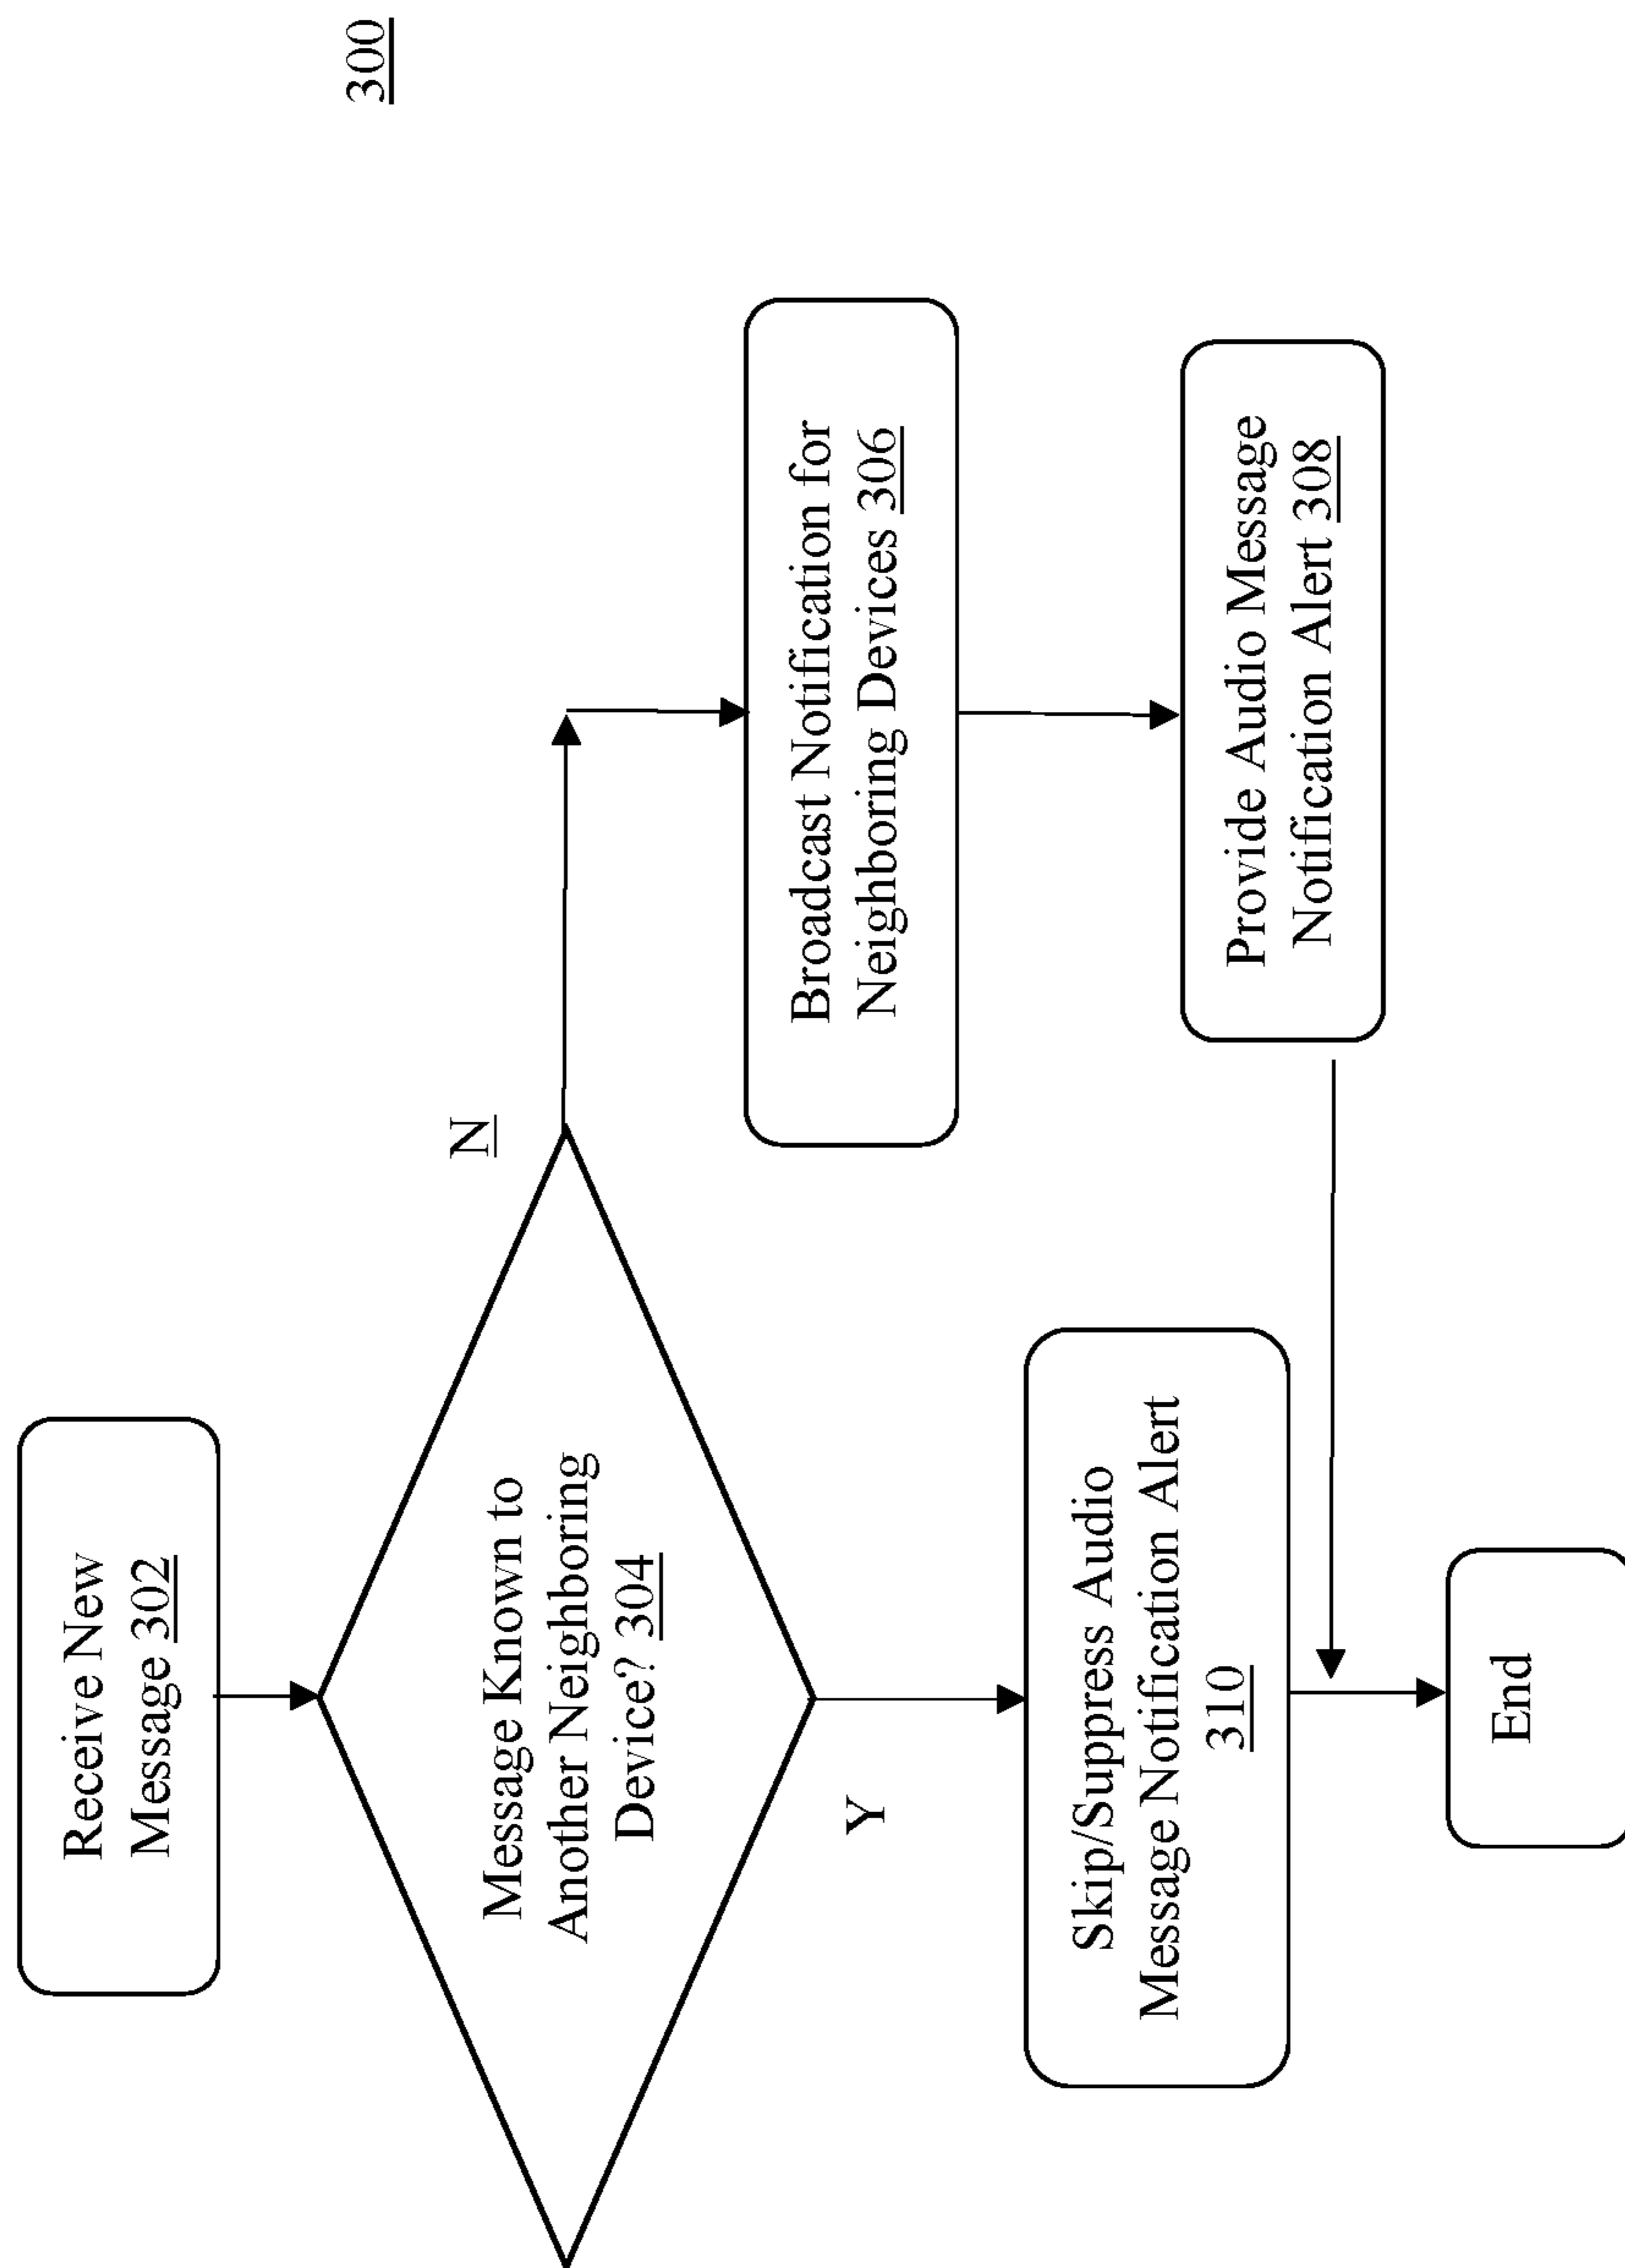 300
Receive New
Message 302
Message Known to
Another Neighboring
Device? 304
N
Broadcast Notification for
Neighboring Devices 306
Y
Provide Audio Message
Notification Alert 308
Skip/Suppress Audio
Message Notification Alert
310
End